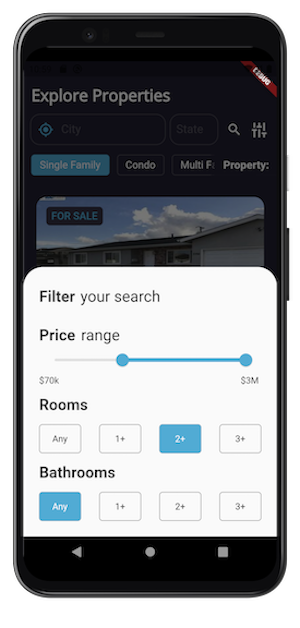 DEBUG
Explore Properties
City
State
Single Family
Condo
Multi F
Property:
FOR SALE
Filter your search
Price range
$70k
$3M
Rooms
Any
1+
2+
3+
Bathrooms
Any
1+
2+
3+